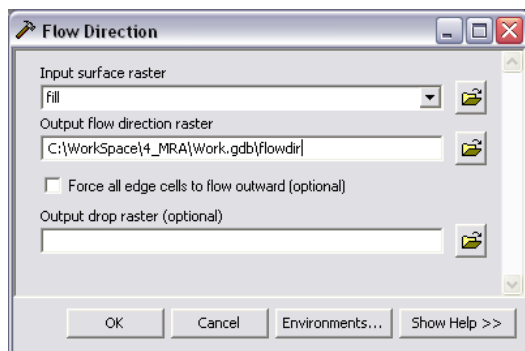 Flow Direction
Input surface raster
fill
Output flow direction raster
C:\WorkSpace\4_MRA\Work.gdb\flowdir
Force all edge cells to flow outward (optional)
Output drop raster (optional)
OK Cancel Environments... Show Help >>